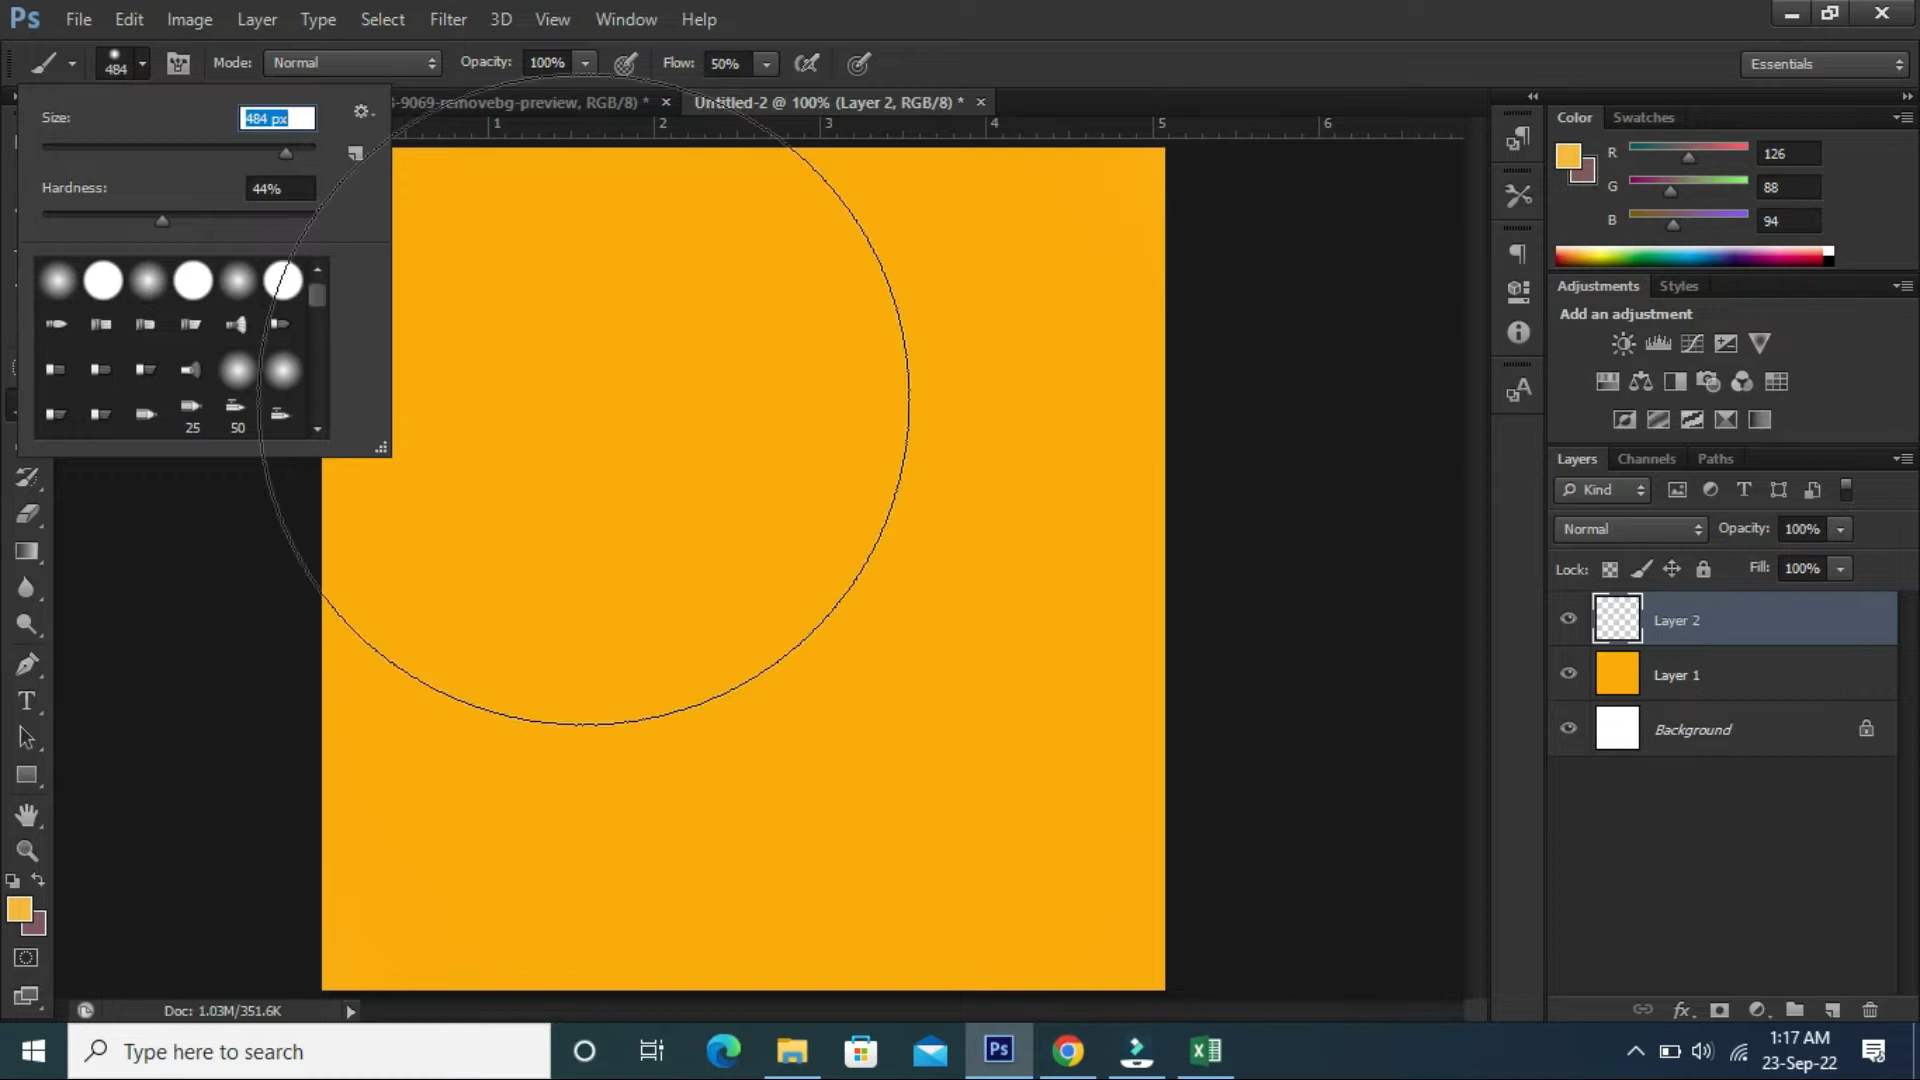 Ps File Edit Image Layer Type Select Filter 3D View Window Help
484 Mode: Normal Opacity: 100% Flow: 50% Essentials
-9069-removebg-preview, RGB/8) * × Untitled-2 @ 100% (Layer 2, RGB/8) * ×
Size: 484 px
Hardness: 44%
25 50
1 2 3 4 5 6
Color Swatches
R 126
G 88
B 94
Adjustments Styles
Add an adjustment
Layers Channels Paths
Kind
Normal Opacity: 100%
Lock: Fill: 100%
Layer 2
Layer 1
Background
Doc: 1.03M/351.6K
Type here to search
Ps
1:17 AM
23-Sep-22